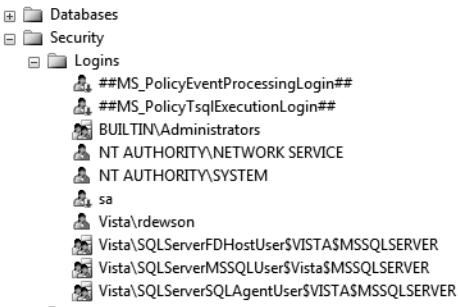 Databases
Security
Logins
##MS_PolicyEventProcessingLogin##
##MS_PolicyTsqlExecutionLogin##
BUILTIN\Administrators
NT AUTHORITY\NETWORK SERVICE
NT AUTHORITY\SYSTEM
sa
Vista\rdewson
Vista\SQLServerFDHostUser$VISTA$MSSQLSERVER
Vista\SQLServerMSSQLUser$Vista$MSSQLSERVER
Vista\SQLServerSQLAgentUser$VISTA$MSSQLSERVER